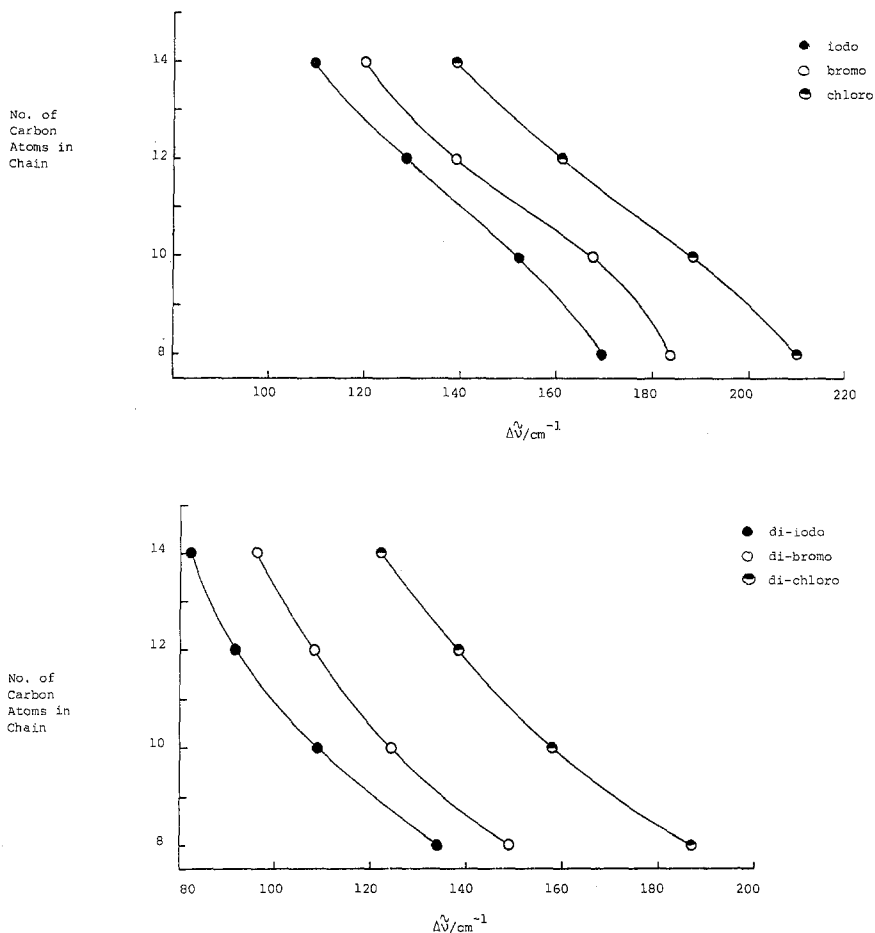 14
12
10
8
No. of
Carbon
Atoms in
Chain
iodo
bromo
chloro
100 120 140 160 180 200 220
Δν̃/cm⁻¹
14
12
10
8
No. of
Carbon
Atoms in
Chain
di-iodo
di-bromo
di-chloro
80 100 120 140 160 180 200
Δν̃/cm⁻¹